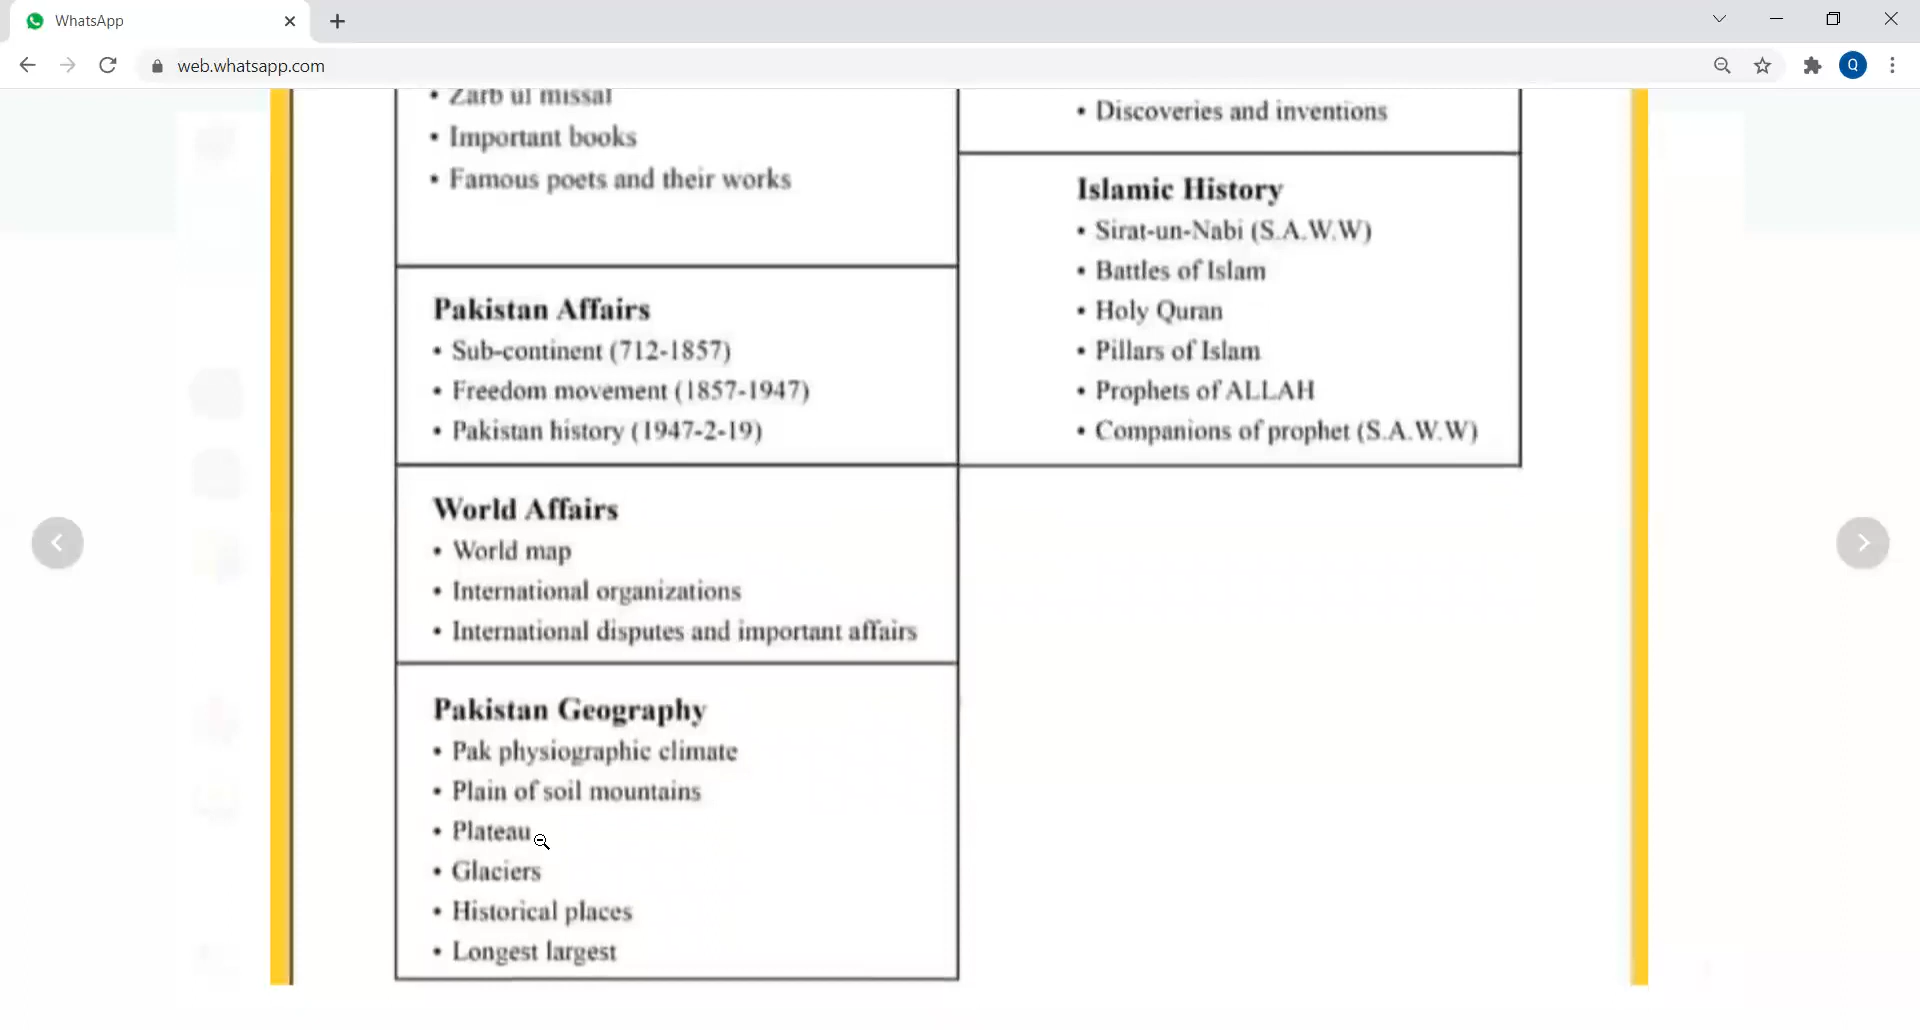 WhatsApp
web.whatsapp.com
Q
• Zarb ul missal
• Important books
• Famous poets and their works
Pakistan Affairs
• Sub-continent (712-1857)
• Freedom movement (1857-1947)
• Pakistan history (1947-2-19)
World Affairs
• World map
• International organizations
• International disputes and important affairs
Pakistan Geography
• Pak physiographic climate
• Plain of soil mountains
• Plateau
• Glaciers
• Historical places
• Longest largest
• Discoveries and inventions
Islamic History
• Sirat-un-Nabi (S.A.W.W)
• Battles of Islam
• Holy Quran
• Pillars of Islam
• Prophets of ALLAH
• Companions of prophet (S.A.W.W)